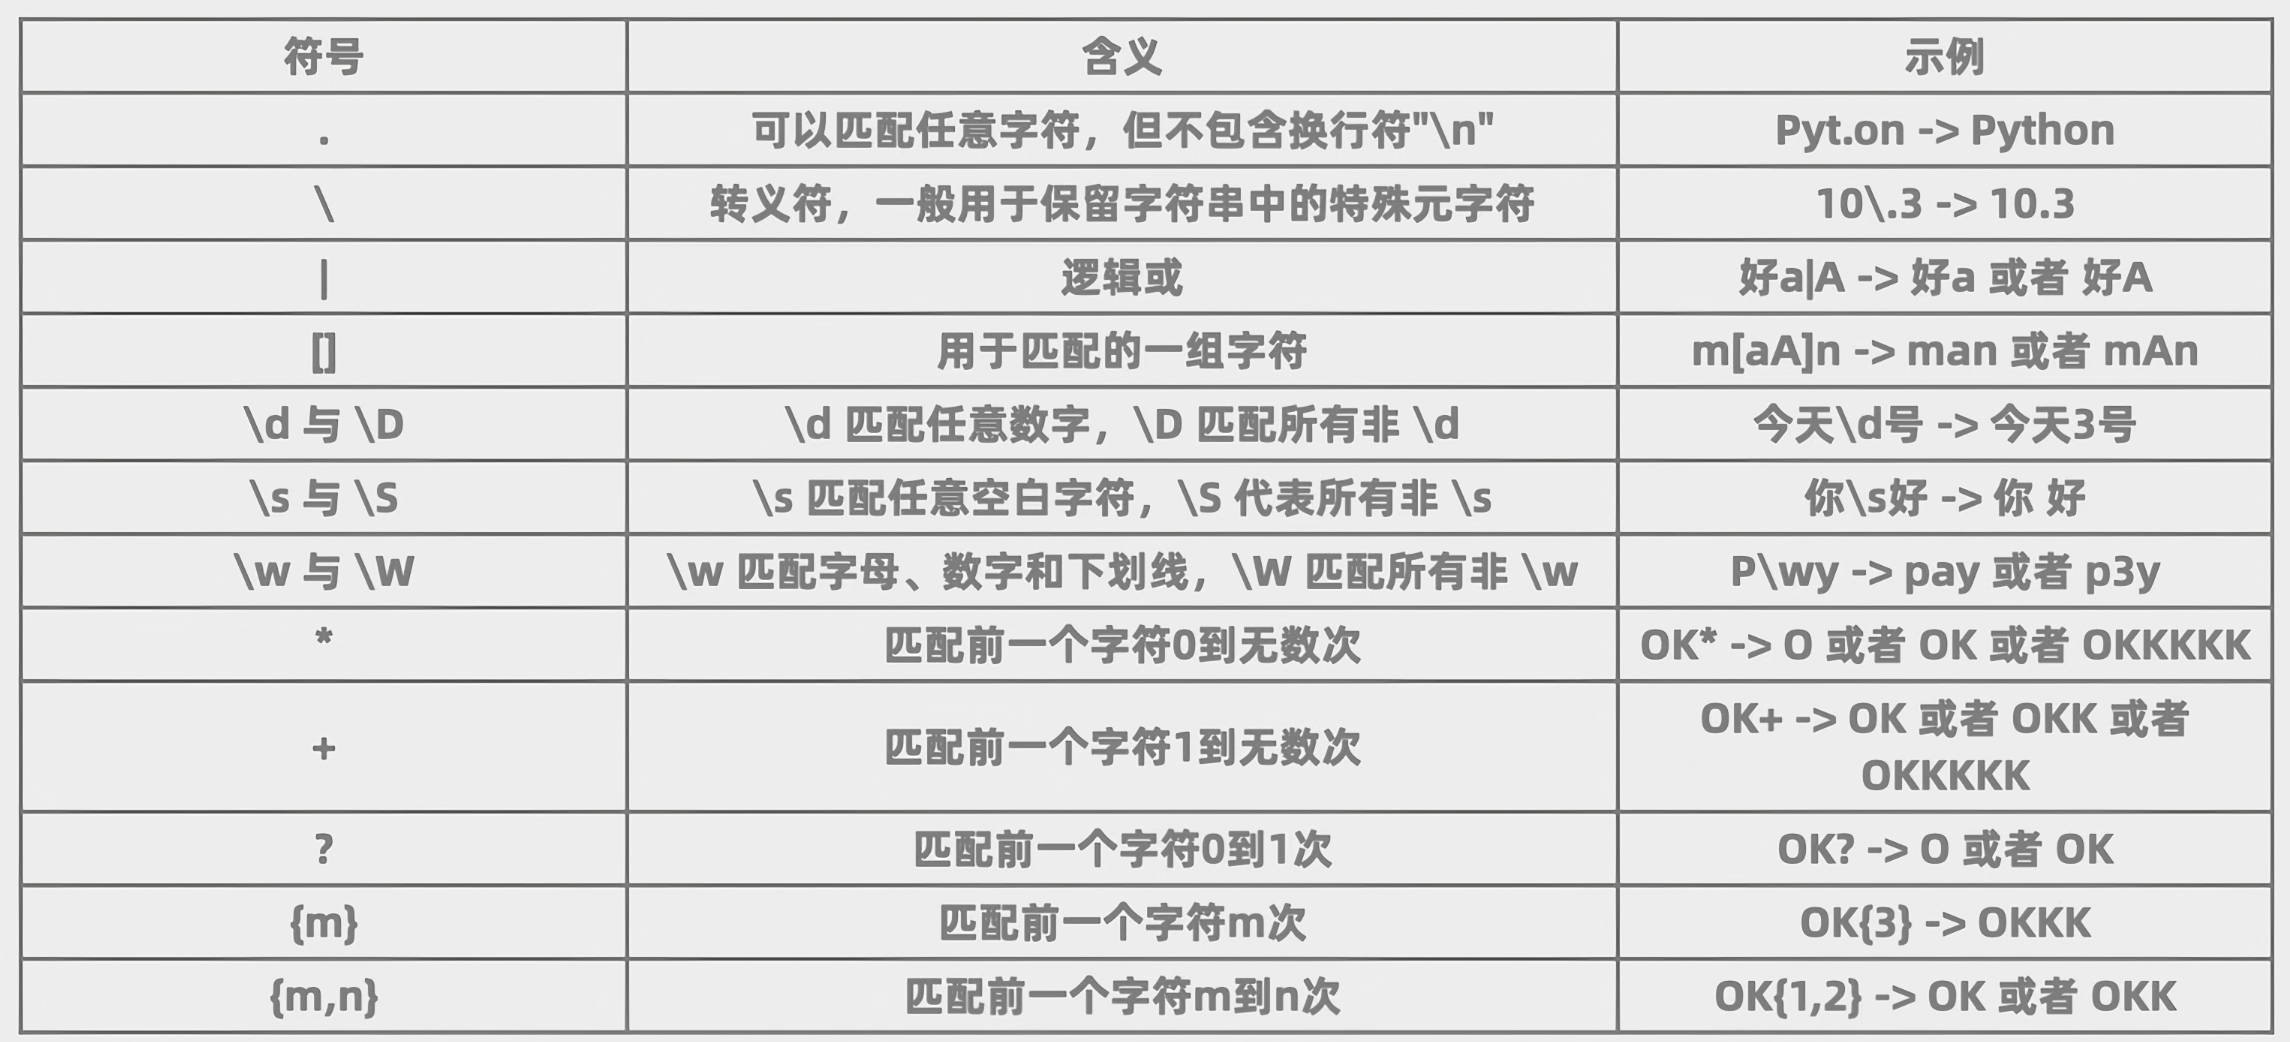 符号 含义 示例
. 可以匹配任意字符，但不包含换行符"\n" Pyt.on -> Python
\ 转义符，一般用于保留字符串中的特殊元字符 10\.3 -> 10.3
| 逻辑或 好a|A -> 好a 或者 好A
[] 用于匹配的一组字符 m[aA]n -> man 或者 mAn
\d 与 \D \d 匹配任意数字，\D 匹配所有非 \d 今天\d号 -> 今天3号
\s 与 \S \s 匹配任意空白字符，\S 代表所有非 \s 你\s好 -> 你 好
\w 与 \W \w 匹配字母、数字和下划线，\W 匹配所有非 \w P\wy -> pay 或者 p3y
* 匹配前一个字符0到无数次 OK* -> O 或者 OK 或者 OKKKKK
+ 匹配前一个字符1到无数次 OK+ -> OK 或者 OKK 或者
OKKKKK
? 匹配前一个字符0到1次 OK? -> O 或者 OK
{m} 匹配前一个字符m次 OK{3} -> OKKK
{m,n} 匹配前一个字符m到n次 OK{1,2} -> OK 或者 OKK